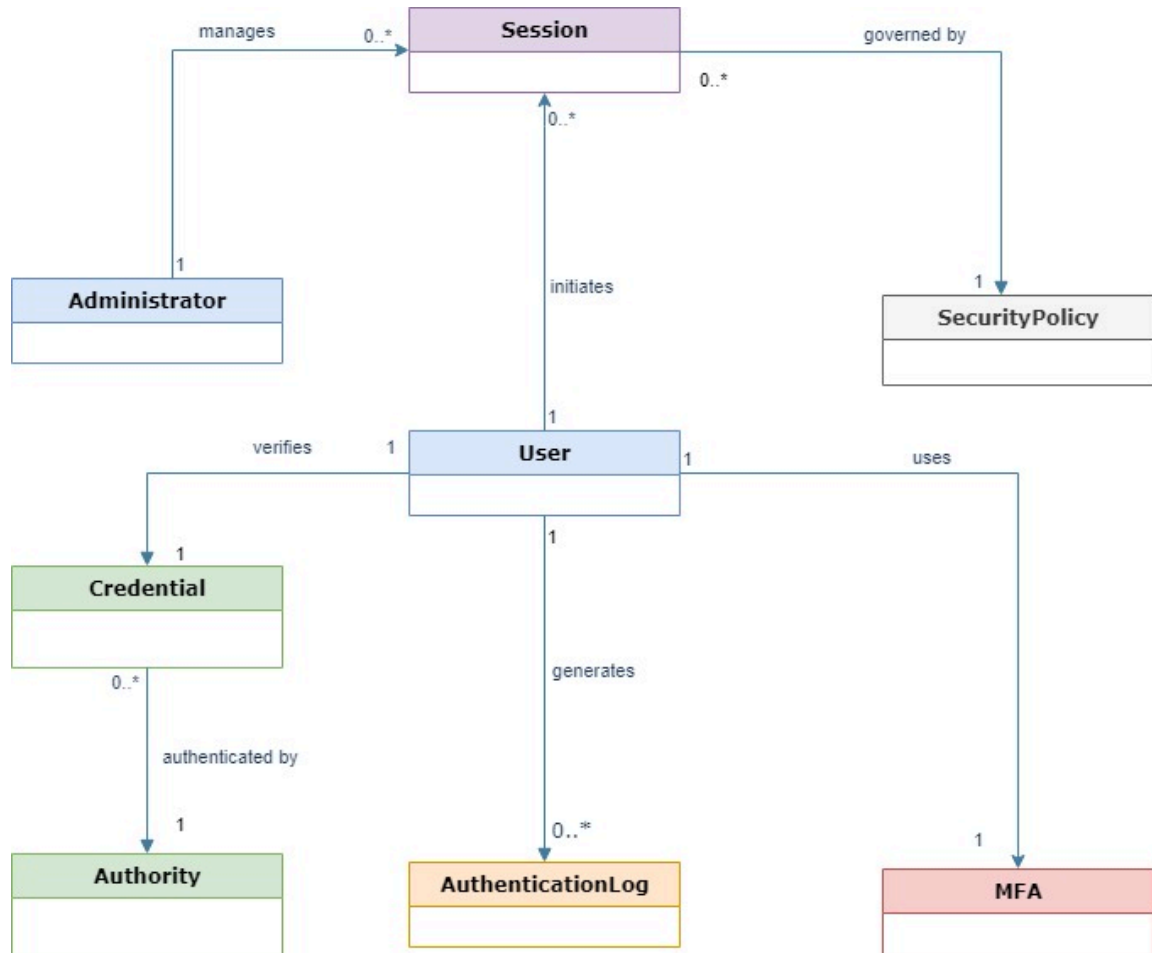 manages
0..*
Session
governed by
0..*
0..*
1
initiates
1
Administrator
SecurityPolicy
1
verifies
1
User
1
uses
1
1
Credential
0..*
generates
authenticated by
1
0..*
1
Authority
AuthenticationLog
MFA